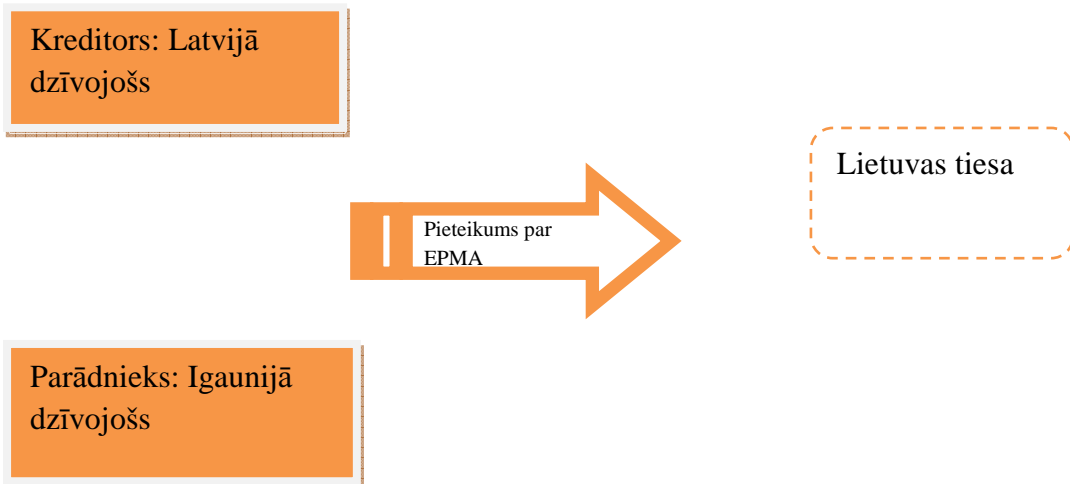 Kreditors: Latvijā
dzīvojošs
Lietuvas tiesa
Pieteikums par
EPMA
Parādnieks: Igaunijā
dzīvojošs